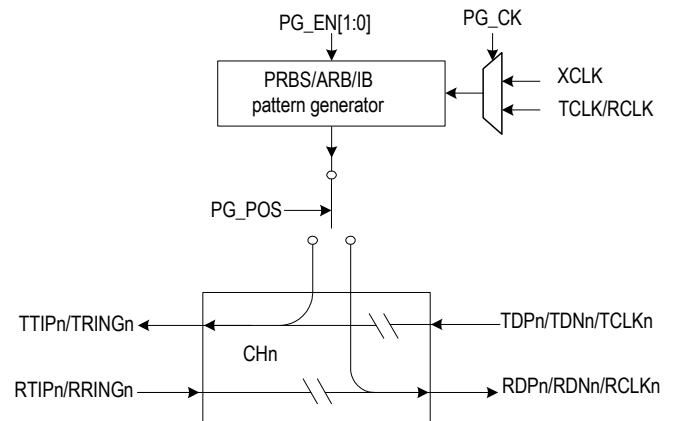 PG_EN[1:0]
PG_CK
PRBS/ARB/IB
pattern generator
XCLK
TCLK/RCLK
PG_POS
TTIPn/TRINGn
TDPn/TDNn/TCLKn
CHn
RTIPn/RRINGn
RDPn/RDNn/RCLKn